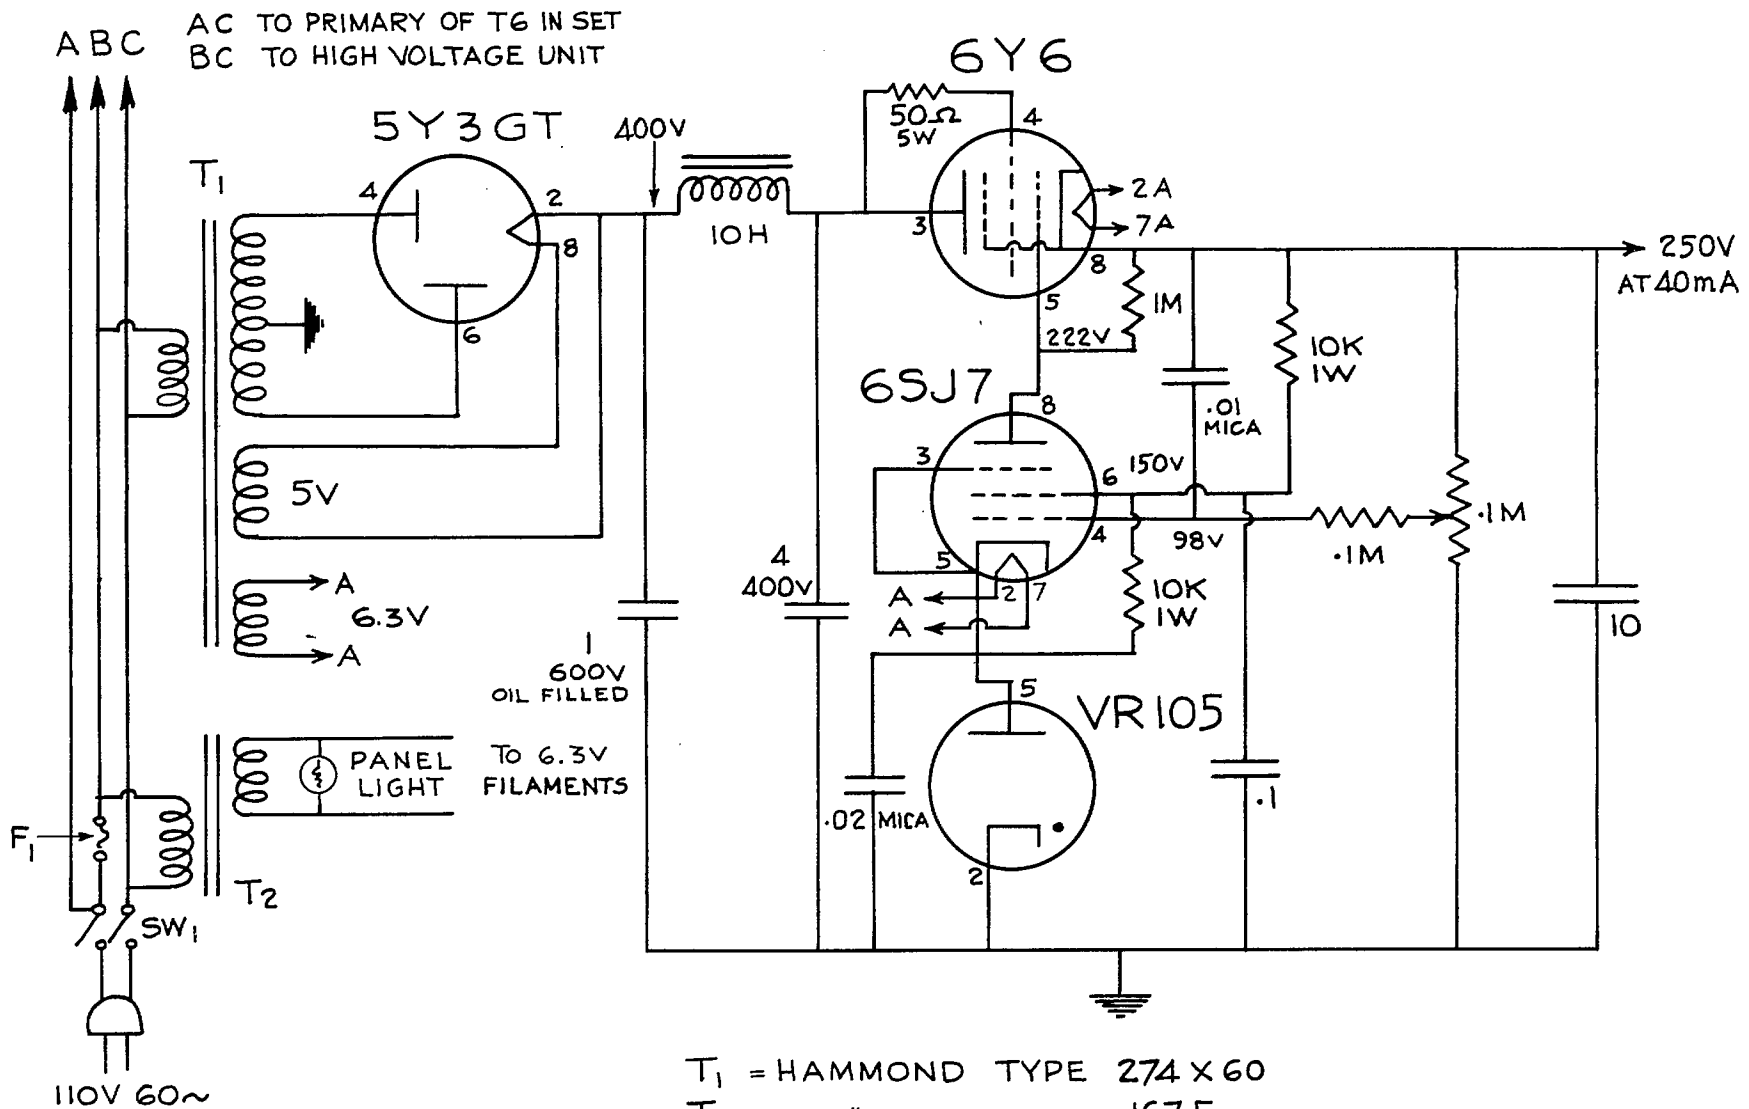 A B C
AC TO PRIMARY OF T6 IN SET
BC TO HIGH VOLTAGE UNIT
6Y6
5Y3GT
400V
50Ω
5W
4
T1
4
2
8
6
10H
3
2A
7A
8
5
250V
AT 40mA
1M
222V
10K
1W
.01
MICA
6SJ7
8
3
6
150V
4
98V
.1M
.1M
5V
5
2
7
A
A
10K
1W
4
400V
A
6.3V
A
1
600V
OIL FILLED
10
5
VR105
PANEL
LIGHT
TO 6.3V
FILAMENTS
.02 MICA
.1
2
F1
T2
SW1
110V 60~
T1 = HAMMOND TYPE 274 X 60